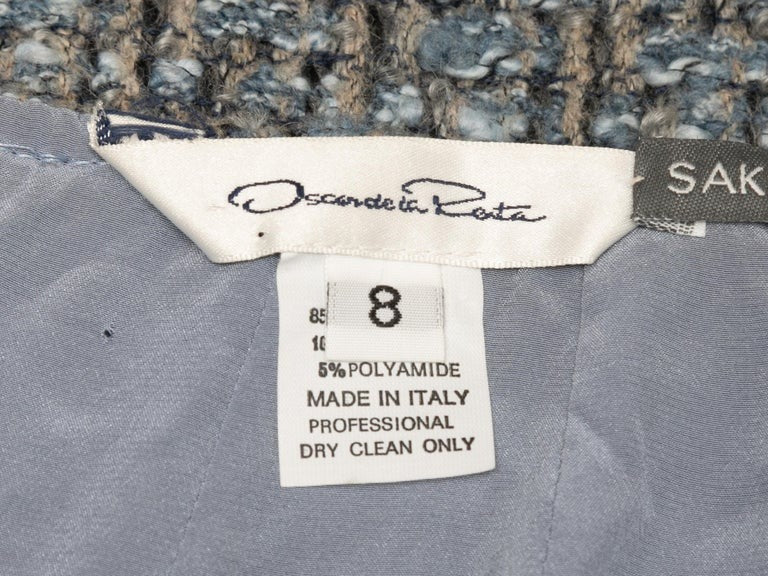 Oscar de la Renta
SAK
8
85
10
5% POLYAMIDE
MADE IN ITALY
PROFESSIONAL
DRY CLEAN ONLY